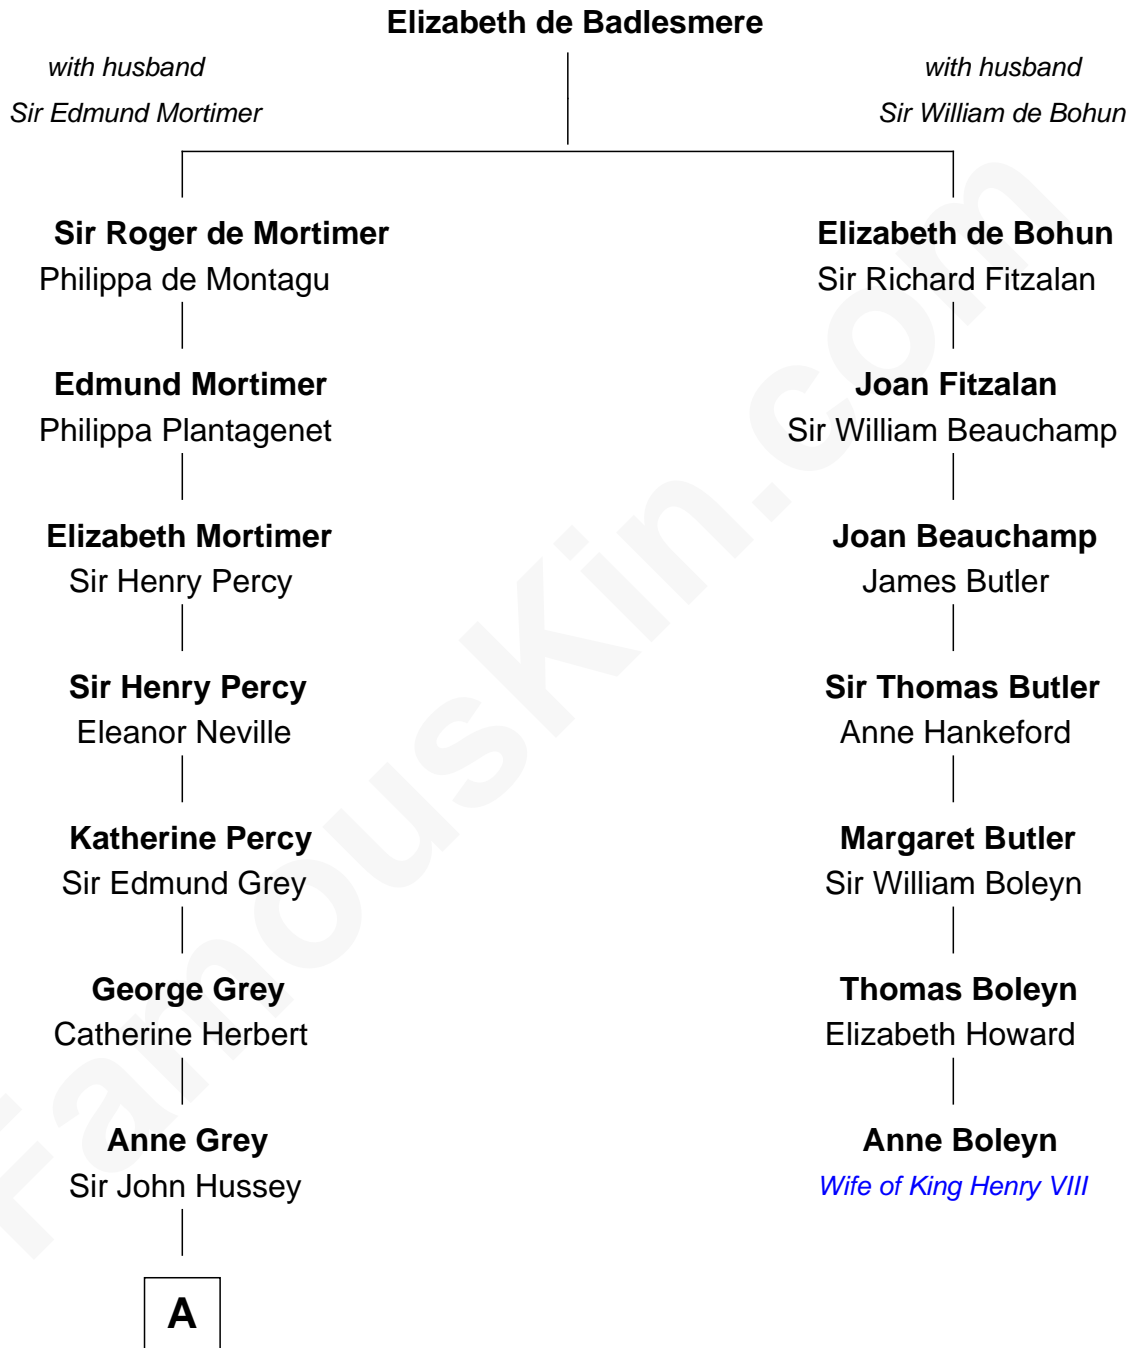 Elizabeth de Badlesmere
with husband
Sir Edmund Mortimer
with husband
Sir William de Bohun
Sir Roger de Mortimer
Philippa de Montagu
Edmund Mortimer
Philippa Plantagenet
Elizabeth Mortimer
Sir Henry Percy
Sir Henry Percy
Eleanor Neville
Katherine Percy
Sir Edmund Grey
George Grey
Catherine Herbert
Anne Grey
Sir John Hussey
A
Elizabeth de Bohun
Sir Richard Fitzalan
Joan Fitzalan
Sir William Beauchamp
Joan Beauchamp
James Butler
Sir Thomas Butler
Anne Hankeford
Margaret Butler
Sir William Boleyn
Thomas Boleyn
Elizabeth Howard
Anne Boleyn
Wife of King Henry VIII
FamousKin.com